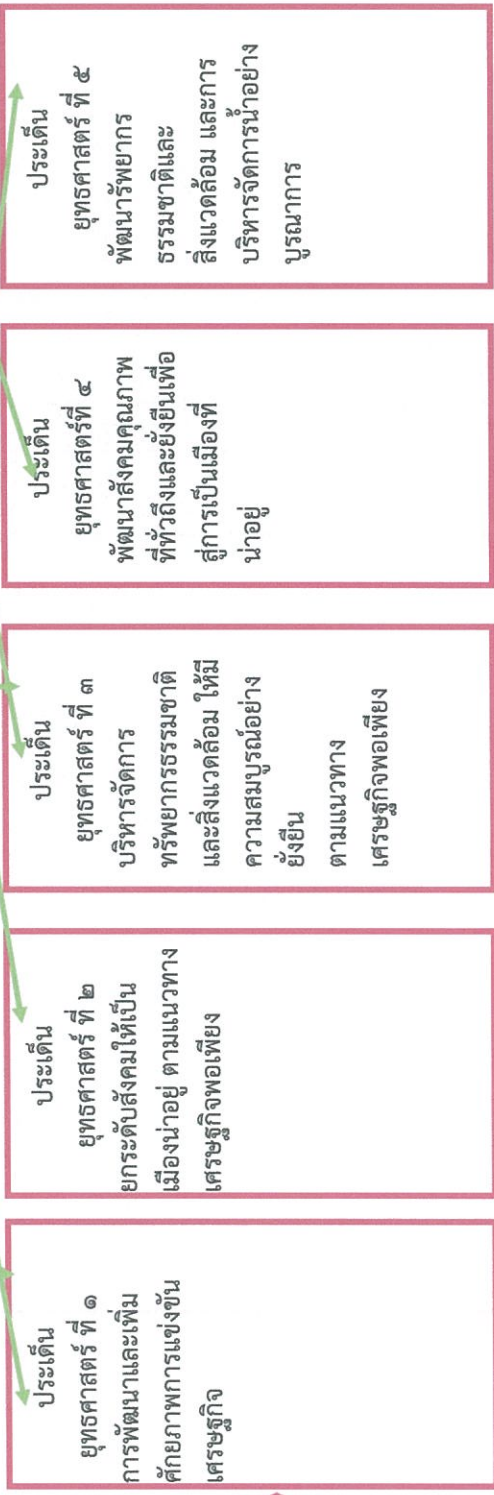 ประเด็น
ยุทธศาสตร์ ที่ ๑
การพัฒนาและเพิ่ม
ศักยภาพการแข่งขัน
เศรษฐกิจ
ประเด็น
ยุทธศาสตร์ ที่ ๒
ยกระดับสังคมให้เป็น
เมืองน่าอยู่ ตามแนวทาง
เศรษฐกิจพอเพียง
ประเด็น
ยุทธศาสตร์ ที่ ๓
บริหารจัดการ
ทรัพยากรธรรมชาติ
และสิ่งแวดล้อม ให้มี
ความสมบูรณ์อย่าง
ยั่งยืน
ตามแนวทาง
เศรษฐกิจพอเพียง
ประเด็น
ยุทธศาสตร์ที่ ๔
พัฒนาสังคมคุณภาพ
ที่ทั่วถึงและยั่งยืนเพื่อ
สู่การเป็นเมืองที่
น่าอยู่
ประเด็น
ยุทธศาสตร์ ที่ ๕
พัฒนารัพยากร
ธรรมชาติและ
สิ่งแวดล้อม และการ
บริหารจัดการน้ำอย่าง
บูรณาการ